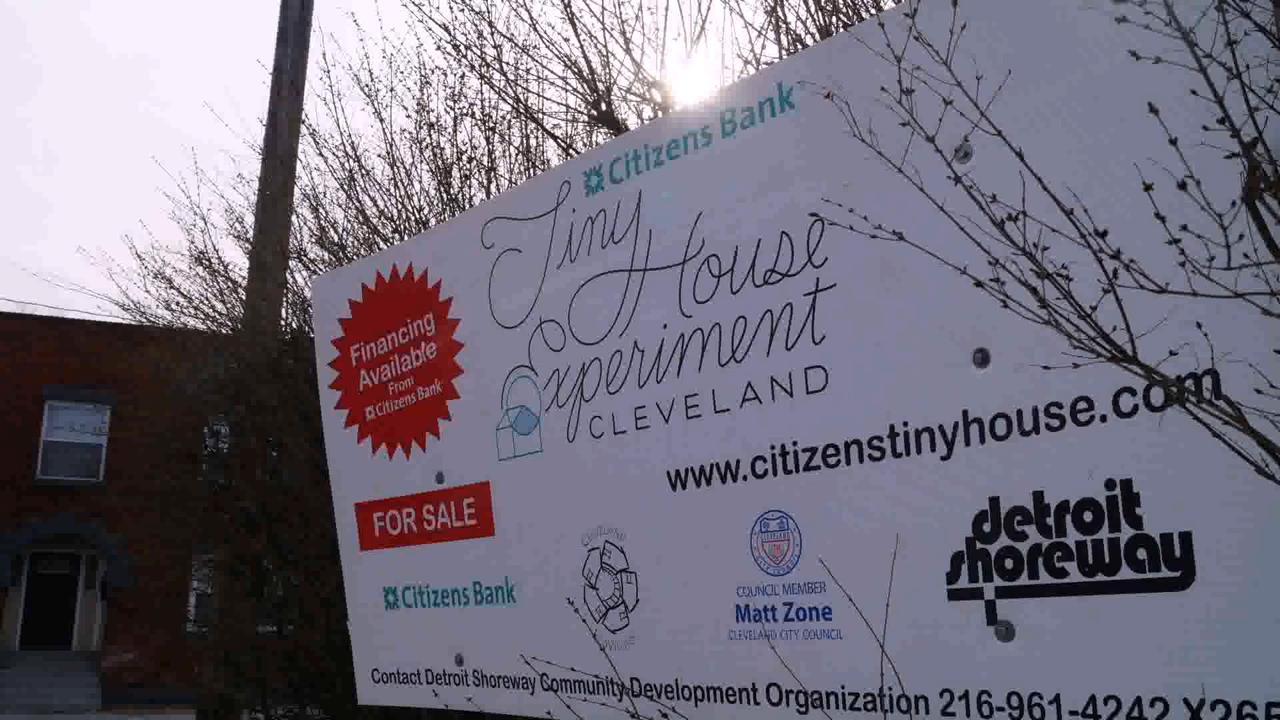 Citizens Bank
Tiny
House
Experiment
CLEVELAND
Financing
Available
From
Citizens Bank
www.citizenstinyhouse.com
FOR SALE
Citizens Bank
COUNCIL MEMBER
Matt Zone
CLEVELAND CITY COUNCIL
detroit
shoreway
Contact Detroit Shoreway Community Development Organization 216-961-4242 X265